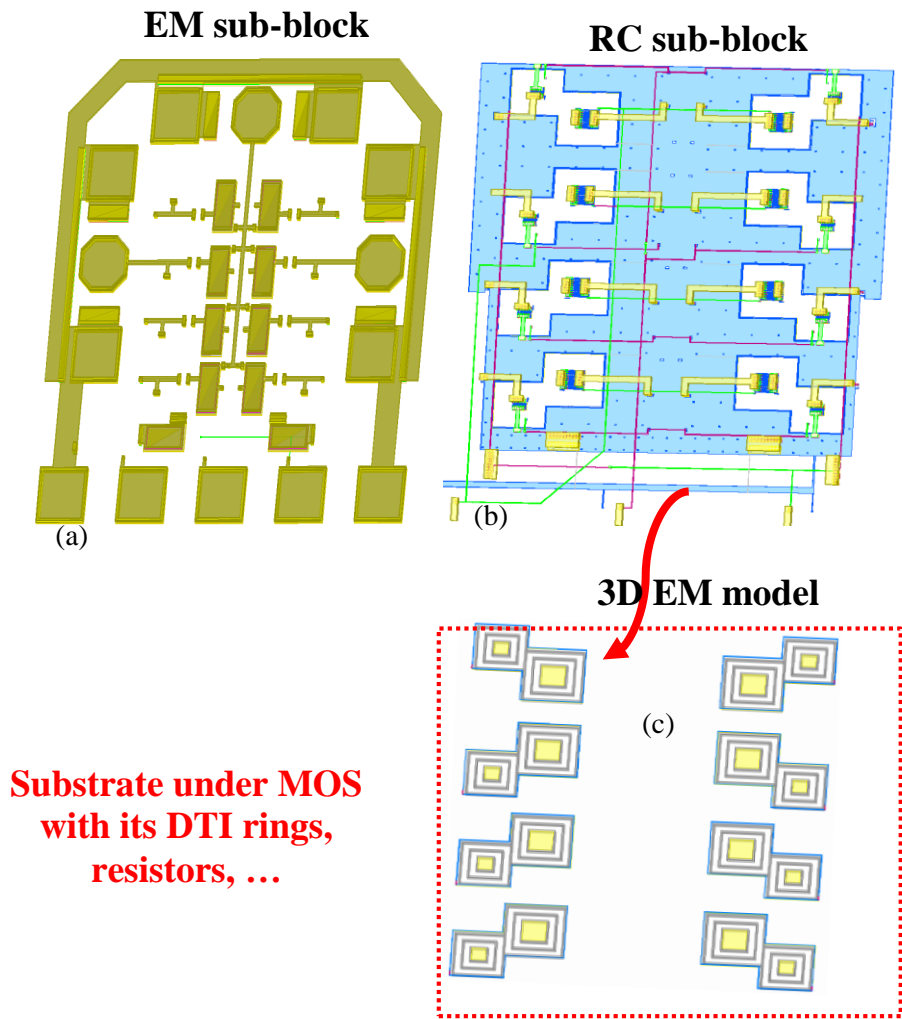 EM sub-block
RC sub-block
(a)
(b)
3D EM model
(c)
Substrate under MOS
with its DTI rings,
resistors, …